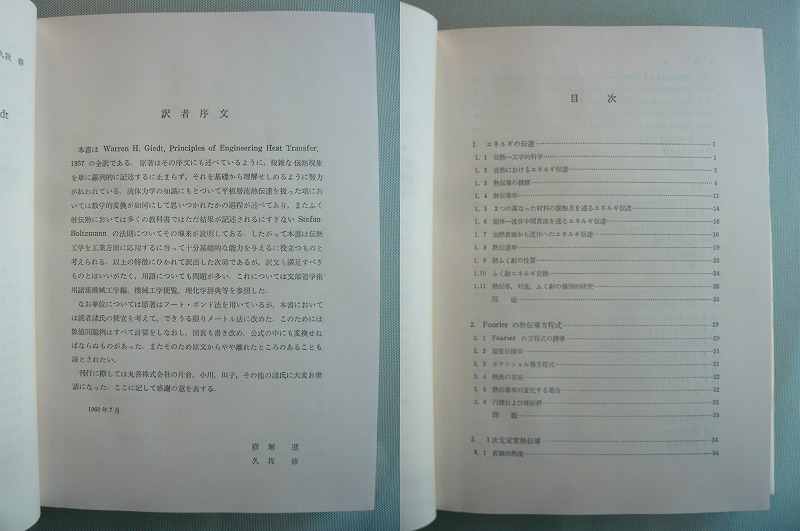 久我 修
dt
訳者序文
本書は Warren H. Giedt, Principles of Engineering Heat Transfer,
1957 の全訳である．原著はその序文にも述べているように，複雑な伝熱現象
を単に羅列的に記述するに止まらず，それを基礎から理解せしめるように努力
が払われている．流体力学の知識にもとづいて平板層流熱伝達を扱った項にお
いては数学的変換が如何にして思いつかれたかの過程が述べてあり，またふく
射伝熱においては多くの教科書ではただ結果が記述されるにすぎない Stefan-
Boltzmann の法則についてその導来が説明してある．したがって本書は伝熱
工学を工業方面に応用するに当って十分基礎的な能力を与えるに役立つものと
考えられる．以上の特徴にひかれて訳出した次第であるが，訳文も満足すべき
ものとはいいがたく，用語についても問題が多い．これについては文部省学術
用語集機械工学編，機械工学便覧，理化学辞典等を参照した．
なお単位については原著はフート・ポンド法を用いているが，本書においては
読者諸氏の便宜を考えて，できうる限りメートル法に改めた．このためには
数値問題例はすべて計算をしなおし，図表も書き改め，公式の中にも変換せね
ばならぬものがあった．またそのため原文からやや離れたところのあることも
諒とされたい．
刊行に際しては丸善株式会社の片倉，小川，田子，その他の諸氏に大変お世
話になった．ここに記して感謝の意を表する．
1960 年 7 月
横堀 進
久我 修
目次
1. エネルギの伝達 1
1. 1 伝熱―工学的科学 1
1. 2 自然におけるエネルギ伝達 3
1. 3 熱伝導の機構 4
1. 4 熱伝導率 11
1. 5 2つの異なった材料の接触点を通るエネルギ伝達 14
1. 6 固体―流体中間表面を通るエネルギ伝達 16
1. 7 加熱表面から流体へのエネルギ伝達 16
1. 8 熱伝達率 19
1. 9 熱ふく射の性質 20
1.10 ふく射エネルギ交換 24
1.11 熱伝導，対流，ふく射の個別的研究 26
問題 26
2. Fourier の熱伝導方程式 29
2. 1 Fourier の方程式の誘導 29
2. 2 温度伝播率 31
2. 3 ポテンシャル場方程式 31
2. 4 熱源の存在 32
2. 5 熱伝導率の変化する場合 32
2. 6 円筒および球座標 32
問題 33
3. 1次元定常熱伝導 34
3. 1 直線的熱流 34